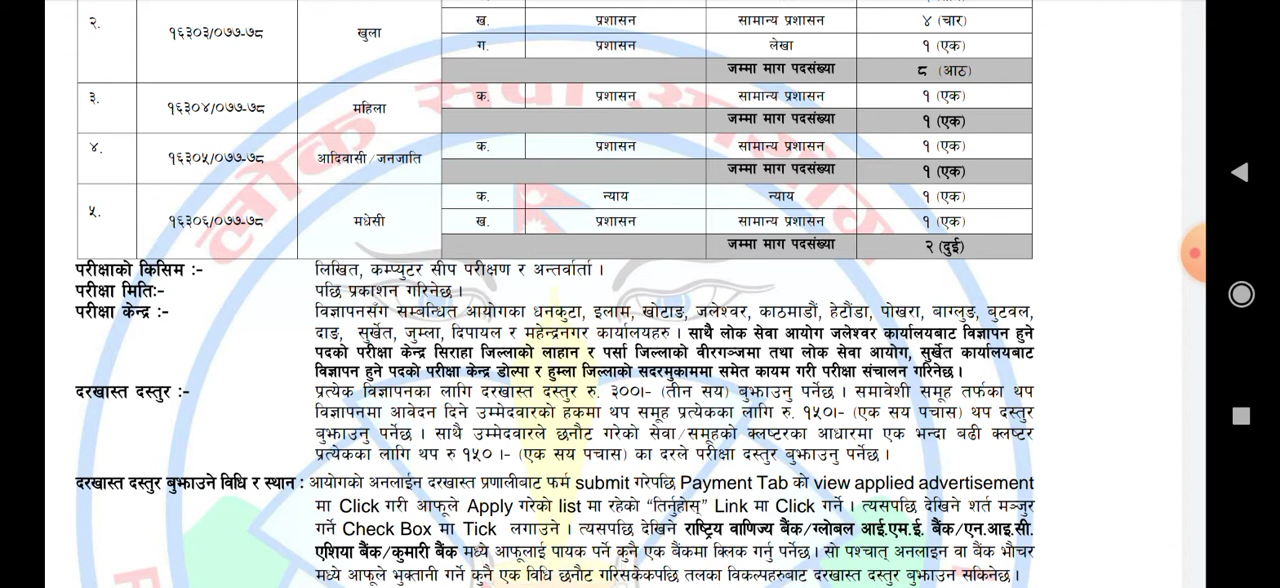 २. १६३०३/०७७-७८ खुला ख. प्रशासन सामान्य प्रशासन ४ (चार)
ग. प्रशासन लेखा १ (एक)
जम्मा माग पदसंख्या ८ (आठ)
३. १६३०४/०७७-७८ महिला क. प्रशासन सामान्य प्रशासन १ (एक)
जम्मा माग पदसंख्या १ (एक)
४. १६३०५/०७७-७८ आदिवासी/जनजाति क. प्रशासन सामान्य प्रशासन १ (एक)
जम्मा माग पदसंख्या १ (एक)
५. १६३०६/०७७-७८ मधेसी क. न्याय न्याय १ (एक)
ख. प्रशासन सामान्य प्रशासन १ (एक)
जम्मा माग पदसंख्या २ (दुई)
परीक्षाको किसिम :- लिखित, कम्प्युटर सीप परीक्षण र अन्तर्वार्ता ।
परीक्षा मितिः- पछि प्रकाशन गरिनेछ ।
परीक्षा केन्द्र :- विज्ञापनसँग सम्बन्धित आयोगका धनकुटा, इलाम, खोटाङ, जलेश्वर, काठमाडौं, हेटौंडा, पोखरा, बाग्लुङ, बुटवल,
दाङ, सुर्खेत, जुम्ला, दिपायल र महेन्द्रनगर कार्यालयहरु । साथै लोक सेवा आयोग जलेश्वर कार्यालयबाट विज्ञापन हुने
पदको परीक्षा केन्द्र सिराहा जिल्लाको लाहान र पर्सा जिल्लाको वीरगञ्जमा तथा लोक सेवा आयोग, सुर्खेत कार्यालयबाट
विज्ञापन हुने पदको परीक्षा केन्द्र डोल्पा र हुम्ला जिल्लाको सदरमुकाममा समेत कायम गरी परीक्षा संचालन गरिनेछ ।
दरखास्त दस्तुर :- प्रत्येक विज्ञापनका लागि दरखास्त दस्तुर रु. ३००।- (तीन सय) बुझाउनु पर्नेछ । समावेशी समूह तर्फका थप
विज्ञापनमा आवेदन दिने उम्मेदवारको हकमा थप समूह प्रत्येकका लागि रु. १५०।- (एक सय पचास) थप दस्तुर
बुझाउनु पर्नेछ । साथै उम्मेदवारले छनौट गरेको सेवा/समूहको क्लष्टरका आधारमा एक भन्दा बढी क्लष्टर
प्रत्येकका लागि थप रु १५० ।- (एक सय पचास) का दरले परीक्षा दस्तुर बुझाउनु पर्नेछ ।
दरखास्त दस्तुर बुझाउने विधि र स्थान : आयोगको अनलाईन दरखास्त प्रणालीबाट फर्म submit गरेपछि Payment Tab को view applied advertisement
मा Click गरी आफूले Apply गरेको list मा रहेको “तिर्नुहोस्” Link मा Click गर्ने । त्यसपछि देखिने शर्त मञ्जुर
गर्ने Check Box मा Tick लगाउने । त्यसपछि देखिने राष्ट्रिय वाणिज्य बैंक/ग्लोबल आई.एम.ई. बैंक/एन.आइ.सी.
एशिया बैंक/कुमारी बैंक मध्ये आफूलाई पायक पर्ने कुनै एक बैंकमा क्लिक गर्नु पर्नेछ । सो पश्चात् अनलाइन वा बैंक भौचर
मध्ये आफूले भुक्तानी गर्ने कुनै एक विधि छनौट गरिसकेकपछि तलका विकल्पहरुबाट दरखास्त दस्तुर बुझाउन सकिनेछ ।
लोक सेवा आयोग